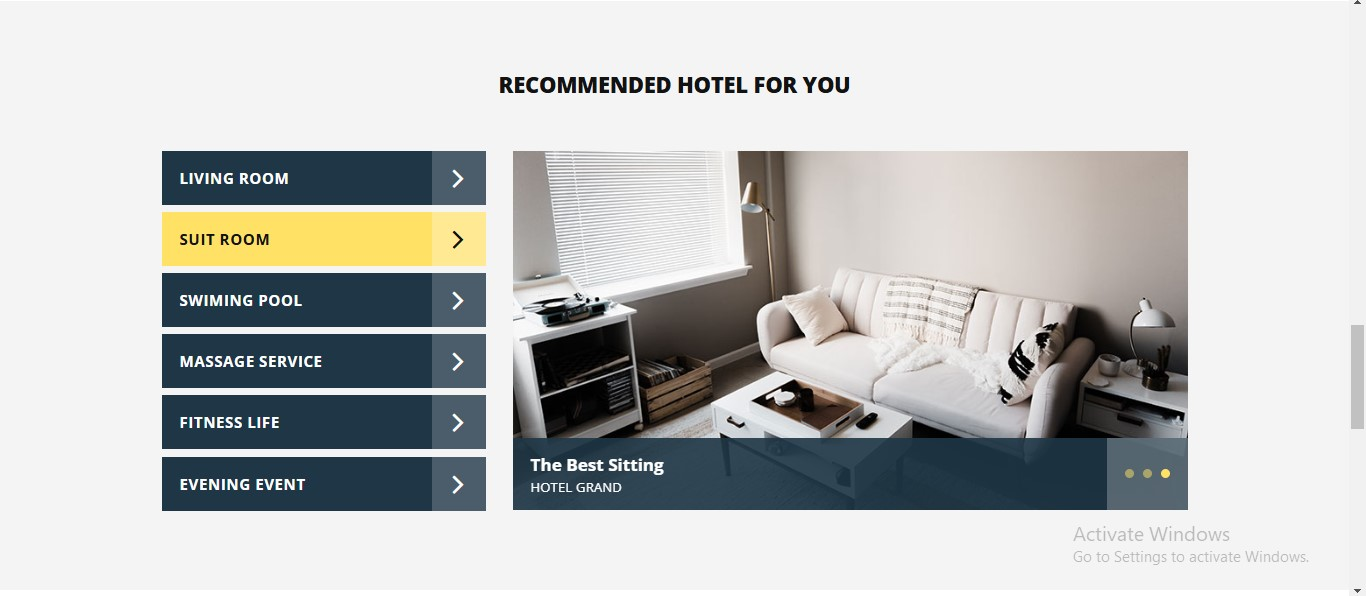 RECOMMENDED HOTEL FOR YOU
LIVING ROOM
SUIT ROOM
SWIMING POOL
MASSAGE SERVICE
FITNESS LIFE
EVENING EVENT
The Best Sitting
HOTEL GRAND
Activate Windows
Go to Settings to activate Windows.